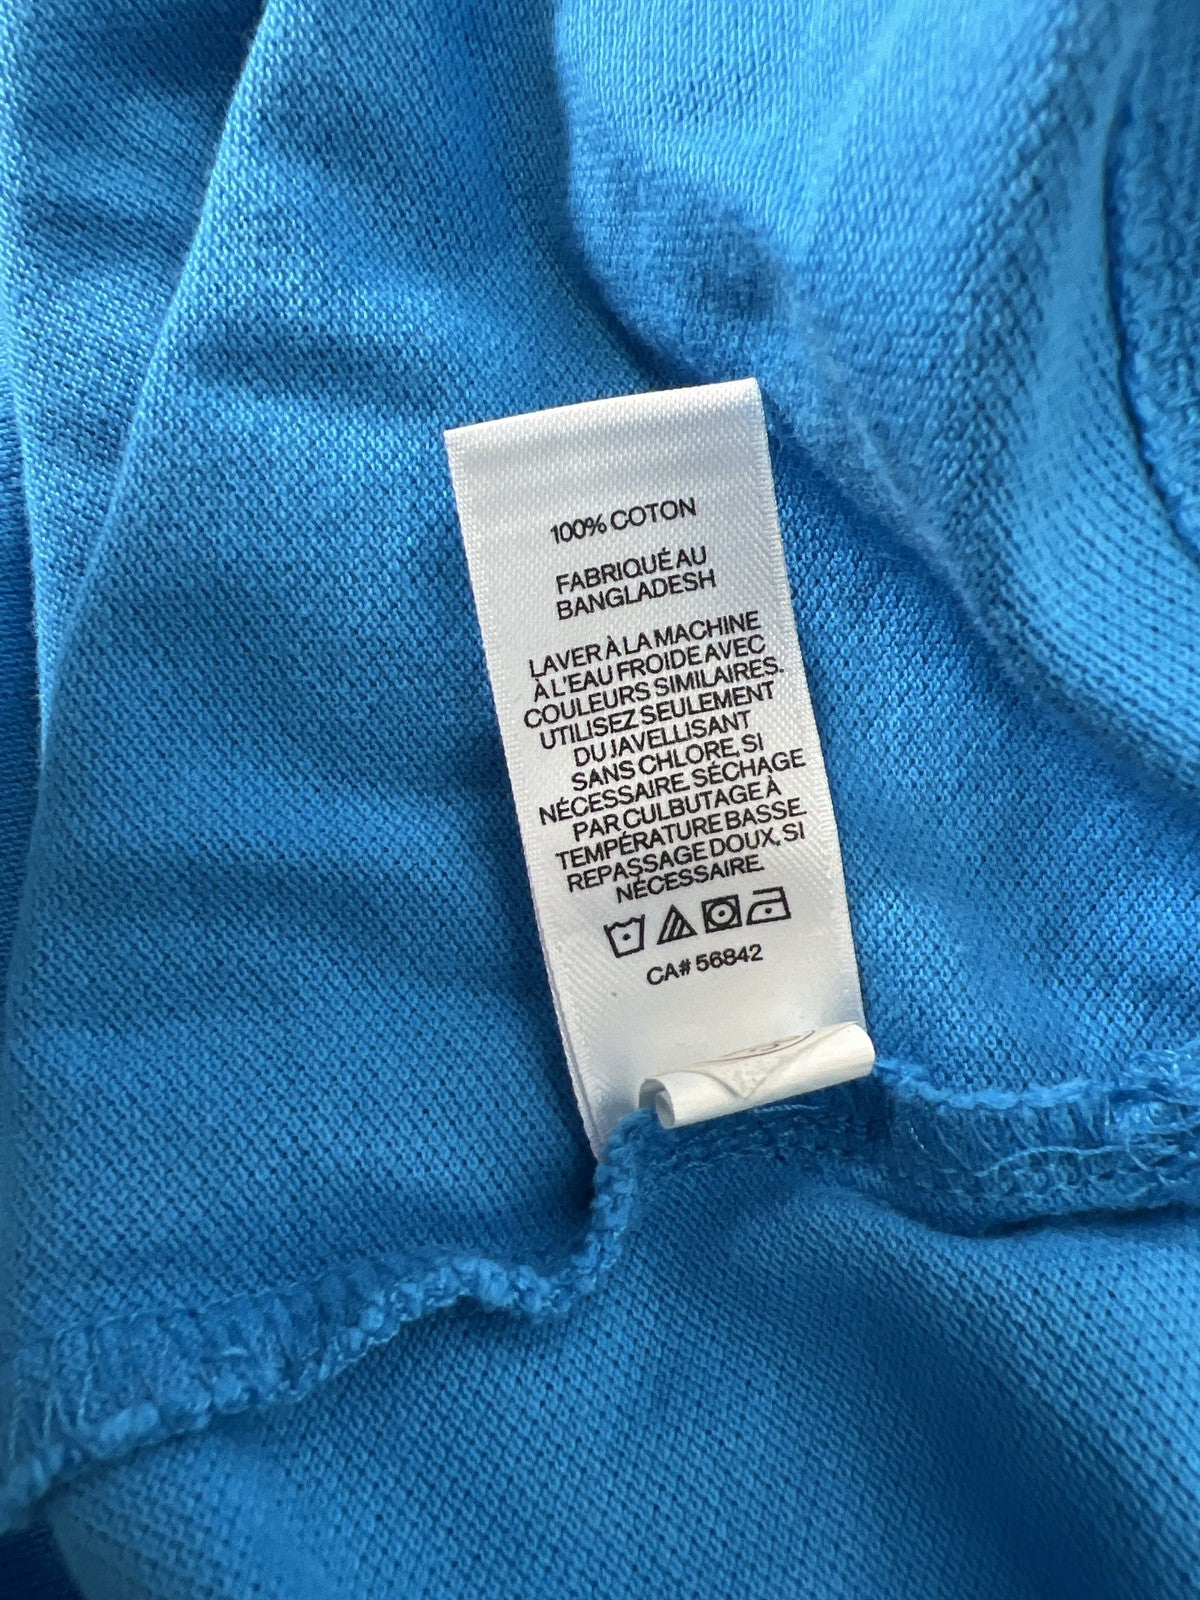 100% COTON
FABRIQUÉ AU
BANGLADESH
LAVER À LA MACHINE
À L'EAU FROIDE AVEC
COULEURS SIMILAIRES.
UTILISEZ SEULEMENT
DU JAVELLISANT
SANS CHLORE, SI
NÉCESSAIRE. SÉCHAGE
PAR CULBUTAGE À
TEMPÉRATURE BASSE.
REPASSAGE DOUX, SI
NÉCESSAIRE.
CA# 56842